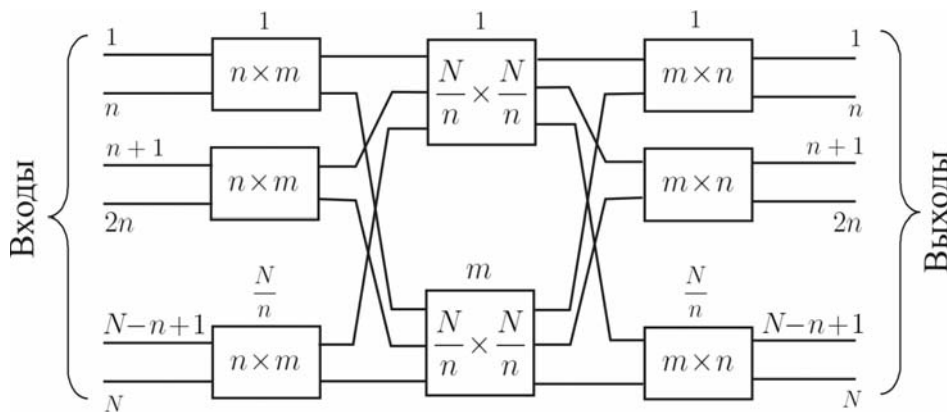 1 1 1
1 1
n × m N/n × N/n m × n
n n
n + 1 n + 1
n × m m × n
Входы Выходы
2n 2n
N/n m N/n
N−n+1 N−n+1
n × m N/n × N/n m × n
N N